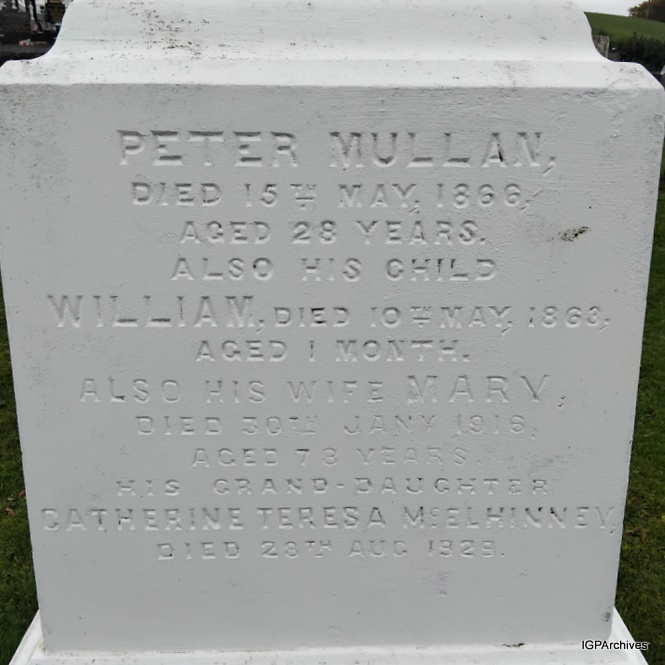 PETER MULLAN,
DIED 15TH MAY, 1866,
AGED 28 YEARS.
ALSO HIS CHILD
WILLIAM, DIED 10TH MAY, 1863,
AGED 1 MONTH.
ALSO HIS WIFE MARY,
DIED 30TH JANY 1916,
AGED 78 YEARS.
HIS GRAND-DAUGHTER
CATHERINE TERESA McELHINNEY,
DIED 28TH AUG 1929.
IGPArchives